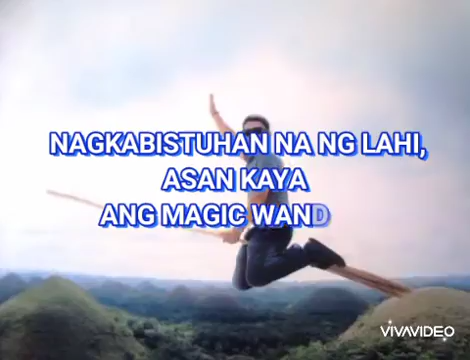 NAGKABISTUHAN NA NG LAHI,
ASAN KAYA
ANG MAGIC WAND
VIVAVIDEO